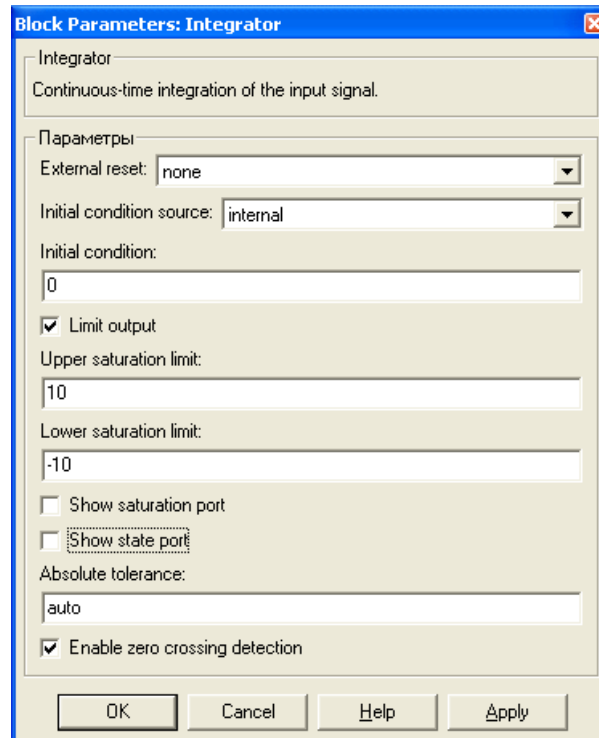 Block Parameters: Integrator
Integrator
Continuous-time integration of the input signal.
Параметры
External reset: none
Initial condition source: internal
Initial condition:
0
Limit output
Upper saturation limit:
10
Lower saturation limit:
-10
Show saturation port
Show state port
Absolute tolerance:
auto
Enable zero crossing detection
OK Cancel Help Apply